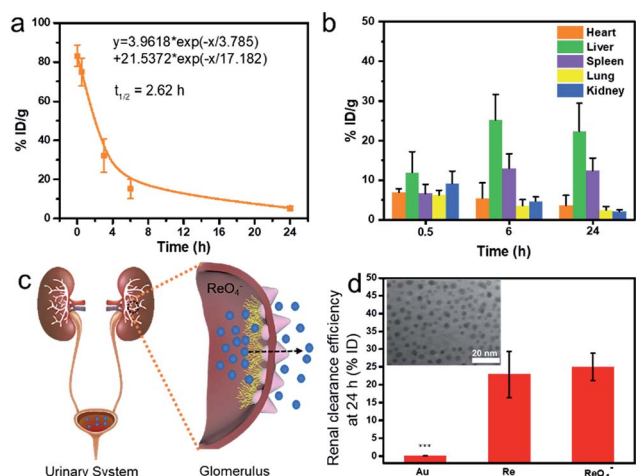 a
y=3.9618*exp(-x/3.785)
+21.5372*exp(-x/17.182)
t1/2 = 2.62 h
% ID/g
100
80
60
40
20
0
0 4 8 12 16 20 24
Time (h)
b
Heart
Liver
Spleen
Lung
Kidney
% ID/g
50
40
30
20
10
0
0.5 6 24
Time (h)
c
ReO4-
Urinary System
Glomerulus
d
Renal clearance efficiency
at 24 h (% ID)
50
45
40
35
30
25
20
15
10
5
0
20 nm
***
Au Re ReO4-